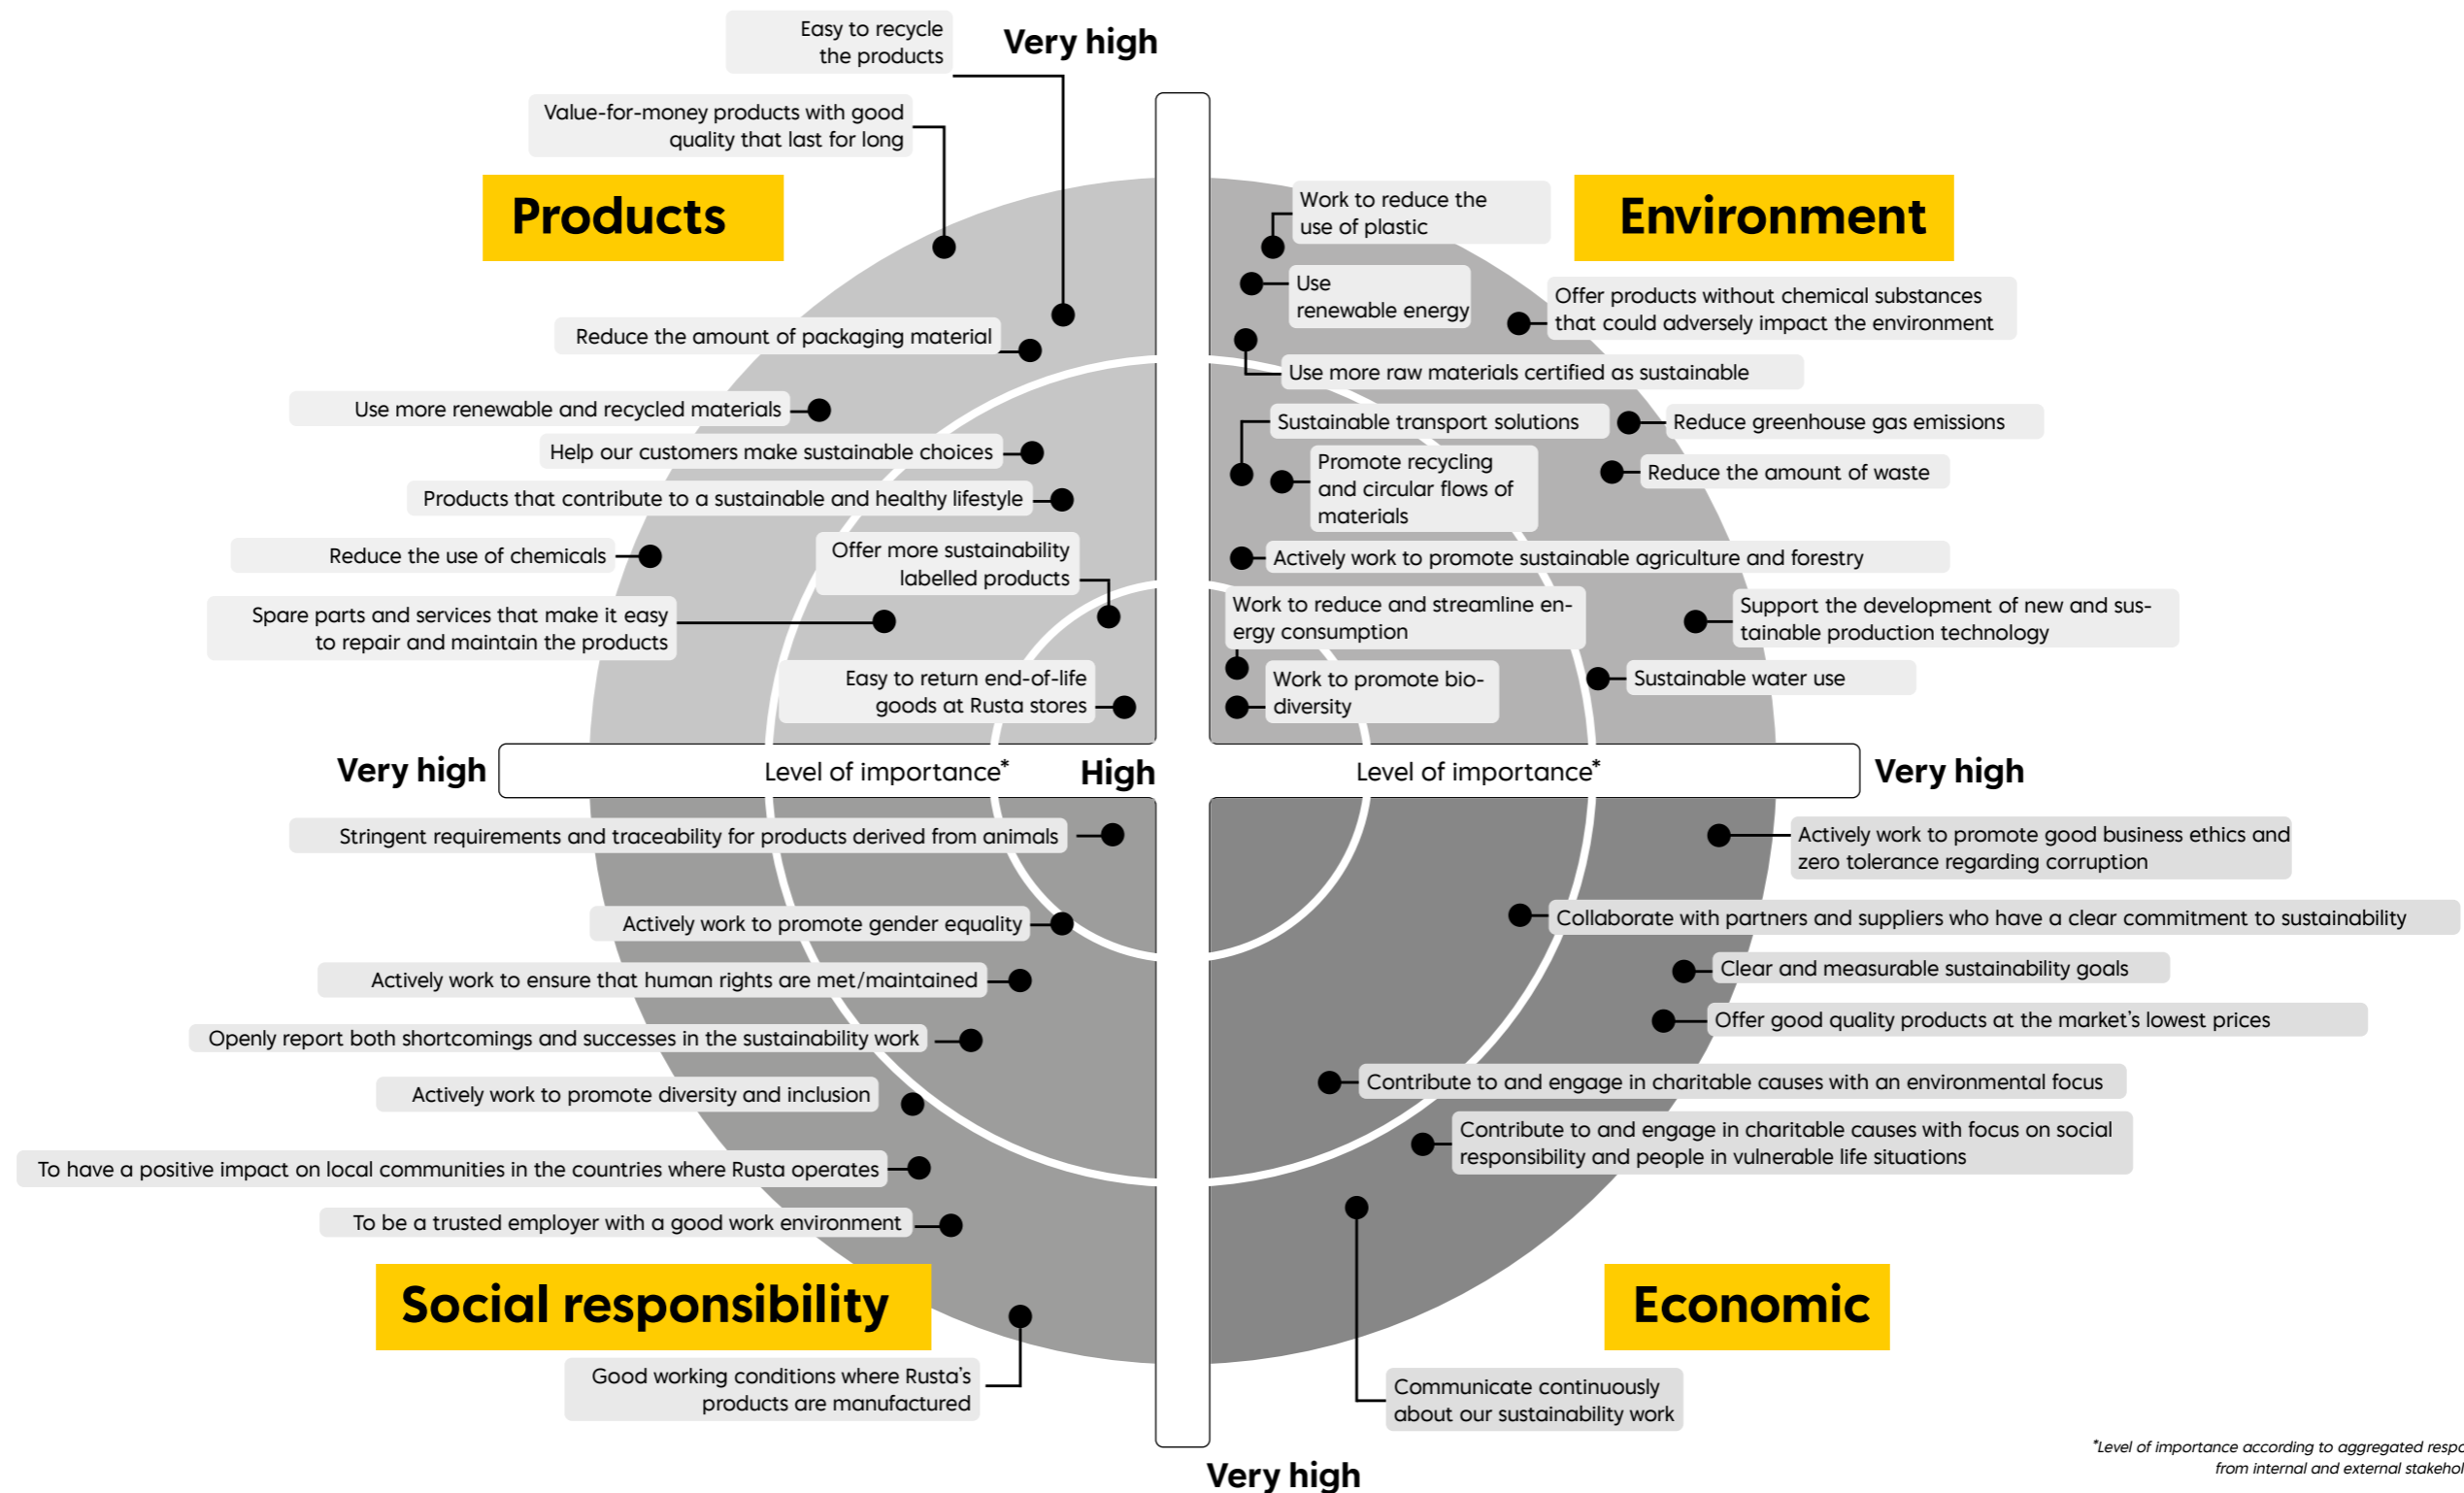 Easy to recycle
the products
Very high
Value-for-money products with good
quality that last for long
Products
Environment
Work to reduce the
use of plastic
Use
renewable energy
Offer products without chemical substances
that could adversely impact the environment
Reduce the amount of packaging material
Use more raw materials certified as sustainable
Use more renewable and recycled materials
Sustainable transport solutions
Reduce greenhouse gas emissions
Help our customers make sustainable choices
Promote recycling
and circular flows of
materials
Reduce the amount of waste
Products that contribute to a sustainable and healthy lifestyle
Reduce the use of chemicals
Offer more sustainability
labelled products
Actively work to promote sustainable agriculture and forestry
Spare parts and services that make it easy
to repair and maintain the products
Work to reduce and streamline en-
ergy consumption
Support the development of new and sus-
tainable production technology
Easy to return end-of-life
goods at Rusta stores
Work to promote bio-
diversity
Sustainable water use
Very high
Level of importance*
High
Level of importance*
Very high
Stringent requirements and traceability for products derived from animals
Actively work to promote good business ethics and
zero tolerance regarding corruption
Actively work to promote gender equality
Collaborate with partners and suppliers who have a clear commitment to sustainability
Actively work to ensure that human rights are met/maintained
Clear and measurable sustainability goals
Openly report both shortcomings and successes in the sustainability work
Offer good quality products at the market's lowest prices
Actively work to promote diversity and inclusion
Contribute to and engage in charitable causes with an environmental focus
To have a positive impact on local communities in the countries where Rusta operates
Contribute to and engage in charitable causes with focus on social
responsibility and people in vulnerable life situations
To be a trusted employer with a good work environment
Social responsibility
Economic
Good working conditions where Rusta's
products are manufactured
Communicate continuously
about our sustainability work
Very high
*Level of importance according to aggregated
from internal and external